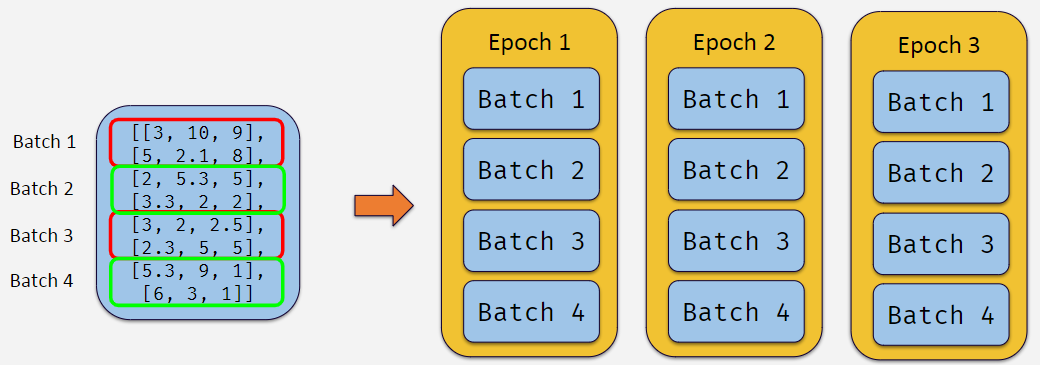 Batch 1
[[3, 10, 9],
[5, 2.1, 8],
Batch 2
[2, 5.3, 5],
[3.3, 2, 2],
Batch 3
[3, 2, 2.5],
[2.3, 5, 5],
Batch 4
[5.3, 9, 1],
[6, 3, 1]]
Epoch 1
Batch 1
Batch 2
Batch 3
Batch 4
Epoch 2
Batch 1
Batch 2
Batch 3
Batch 4
Epoch 3
Batch 1
Batch 2
Batch 3
Batch 4